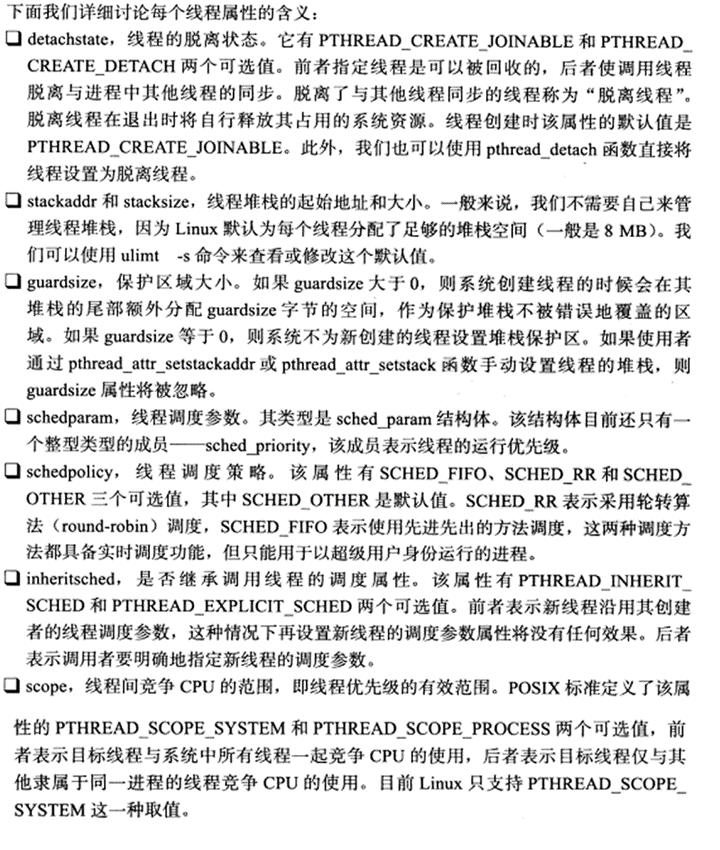 下面我们详细讨论每个线程属性的含义：
❑ detachstate，线程的脱离状态。它有 PTHREAD_CREATE_JOINABLE 和 PTHREAD_
CREATE_DETACH 两个可选值。前者指定线程是可以被回收的，后者使调用线程
脱离与进程中其他线程的同步。脱离了与其他线程同步的线程称为“脱离线程”。
脱离线程在退出时将自行释放其占用的系统资源。线程创建时该属性的默认值是
PTHREAD_CREATE_JOINABLE。此外，我们也可以使用 pthread_detach 函数直接将
线程设置为脱离线程。
❑ stackaddr 和 stacksize，线程堆栈的起始地址和大小。一般来说，我们不需要自己来管
理线程堆栈，因为 Linux 默认为每个线程分配了足够的堆栈空间（一般是 8 MB）。我
们可以使用 ulimt -s 命令来查看或修改这个默认值。
❑ guardsize，保护区域大小。如果 guardsize 大于 0，则系统创建线程的时候会在其
堆栈的尾部额外分配 guardsize 字节的空间，作为保护堆栈不被错误地覆盖的区
域。如果 guardsize 等于 0，则系统不为新创建的线程设置堆栈保护区。如果使用者
通过 pthread_attr_setstackaddr 或 pthread_attr_setstack 函数手动设置线程的堆栈，则
guardsize 属性将被忽略。
❑ schedparam，线程调度参数。其类型是 sched_param 结构体。该结构体目前还只有一
个整型类型的成员——sched_priority，该成员表示线程的运行优先级。
❑ schedpolicy，线程调度策略。该属性有 SCHED_FIFO、SCHED_RR 和 SCHED_
OTHER 三个可选值，其中 SCHED_OTHER 是默认值。SCHED_RR 表示采用轮转算
法（round-robin）调度，SCHED_FIFO 表示使用先进先出的方法调度，这两种调度方
法都具备实时调度功能，但只能用于以超级用户身份运行的进程。
❑ inheritsched，是否继承调用线程的调度属性。该属性有 PTHREAD_INHERIT_
SCHED 和 PTHREAD_EXPLICIT_SCHED 两个可选值。前者表示新线程沿用其创建
者的线程调度参数，这种情况下再设置新线程的调度参数属性将没有任何效果。后者
表示调用者要明确地指定新线程的调度参数。
❑ scope，线程间竞争 CPU 的范围，即线程优先级的有效范围。POSIX 标准定义了该属
性的 PTHREAD_SCOPE_SYSTEM 和 PTHREAD_SCOPE_PROCESS 两个可选值，前
者表示目标线程与系统中所有线程一起竞争 CPU 的使用，后者表示目标线程仅与其
他隶属于同一进程的线程竞争 CPU 的使用。目前 Linux 只支持 PTHREAD_SCOPE_
SYSTEM 这一种取值。